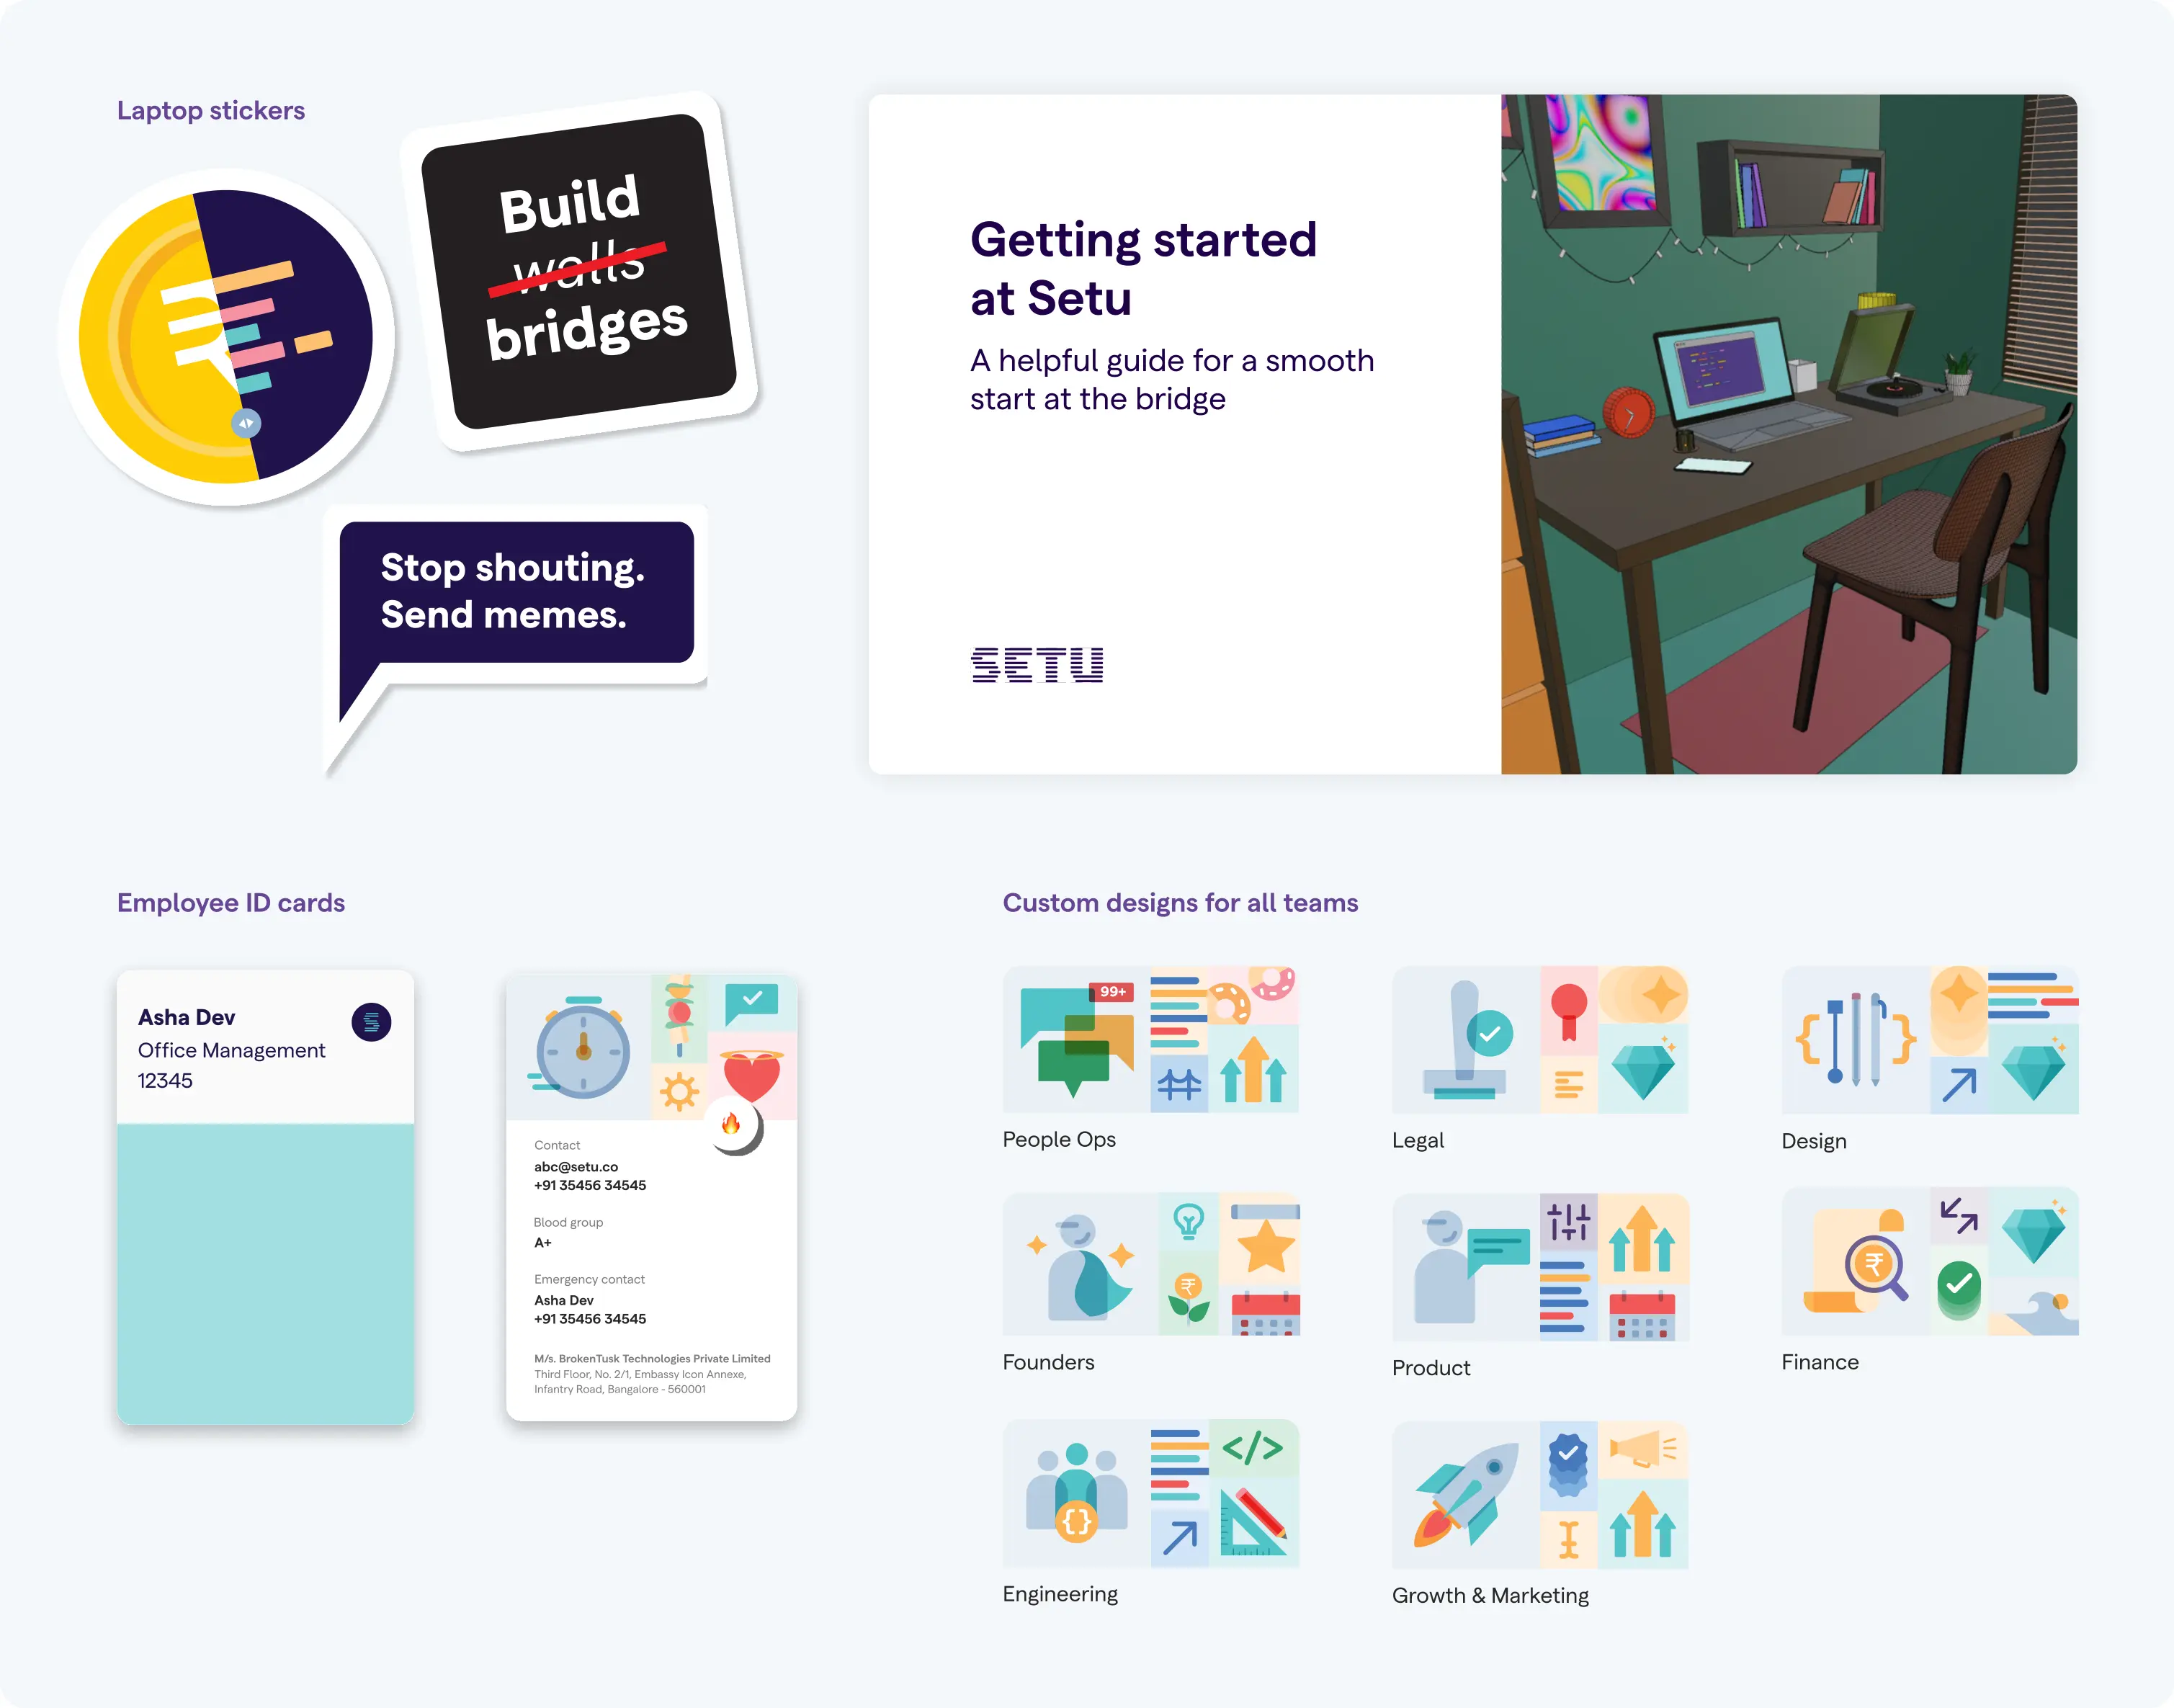 Laptop stickers
Build
walls
bridges
Stop shouting.
Send memes.
Getting started
at Setu
A helpful guide for a smooth
start at the bridge
SETU
Employee ID cards
Asha Dev
Office Management
12345
Contact
abc@setu.co
+91 35456 34545
Blood group
A+
Emergency contact
Asha Dev
+91 35456 34545
M/s. BrokenTusk Technologies Private Limited
Third Floor, No. 2/1, Embassy Icon Annexe,
Infantry Road, Bangalore - 560001
Custom designs for all teams
99+
People Ops
Legal
Design
Founders
Product
Finance
Engineering
Growth & Marketing